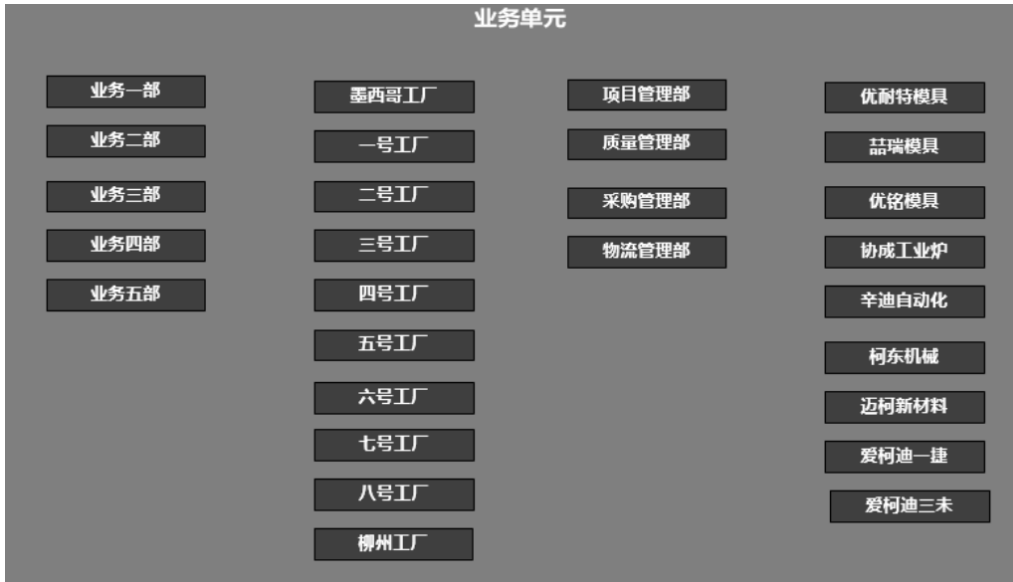 业务单元
业务一部
业务二部
业务三部
业务四部
业务五部
墨西哥工厂
一号工厂
二号工厂
三号工厂
四号工厂
五号工厂
六号工厂
七号工厂
八号工厂
柳州工厂
项目管理部
质量管理部
采购管理部
物流管理部
优耐特模具
喆瑞模具
优铭模具
协成工业炉
辛迪自动化
柯东机械
迈柯新材料
爱柯迪一捷
爱柯迪三未